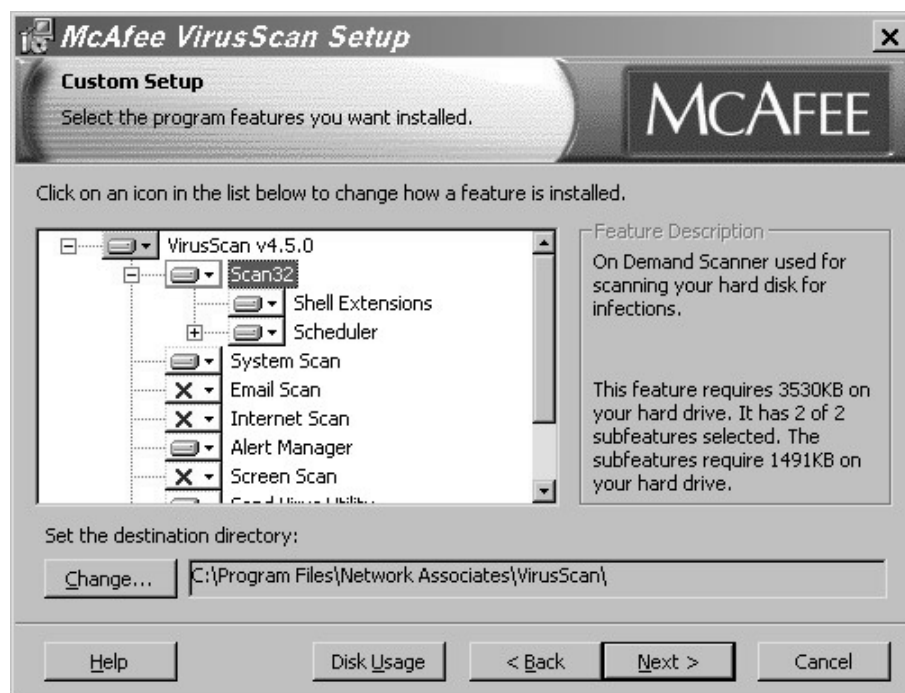 McAfee VirusScan Setup
Custom Setup
Select the program features you want installed.
MCAFEE
Click on an icon in the list below to change how a feature is installed.
VirusScan v4.5.0
Scan32
Shell Extensions
Scheduler
System Scan
Email Scan
Internet Scan
Alert Manager
Screen Scan
Feature Description
On Demand Scanner used for
scanning your hard disk for
infections.
This feature requires 3530KB on
your hard drive. It has 2 of 2
subfeatures selected. The
subfeatures require 1491KB on
your hard drive.
Set the destination directory:
Change...
C:\Program Files\Network Associates\VirusScan\
Help
Disk Usage
< Back
Next >
Cancel